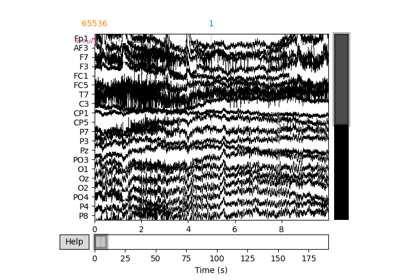 65536 1
Fp1
AF3
F7
F3
FC1
FC5
T7
C3
CP1
CP5
P7
P3
Pz
PO3
O1
Oz
O2
PO4
P4
P8
0 2 4 6 8
Help
0 25 50 75 100 125 150 175
Time (s)